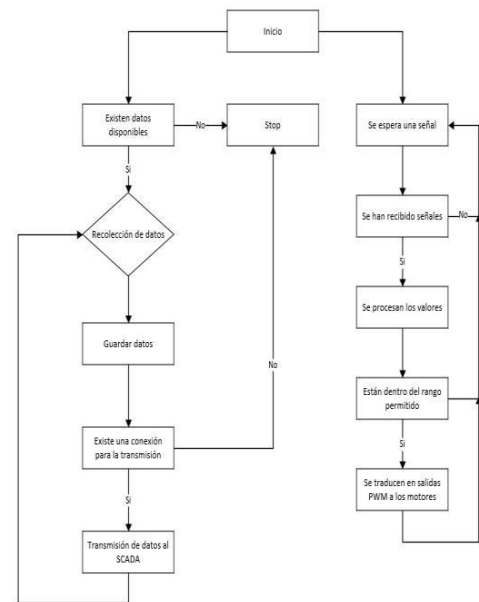 Inicio
Existen datos
disponibles
No
Stop
Si
Recolección de datos
Guardar datos
No
Existe una conexión
para la transmisión
Si
Transmisión de datos al
SCADA
Se espera una señal
Se han recibido señales
No
Si
Se procesan los valores
Están dentro del rango
permitido
Si
Se traducen en salidas
PWM a los motores